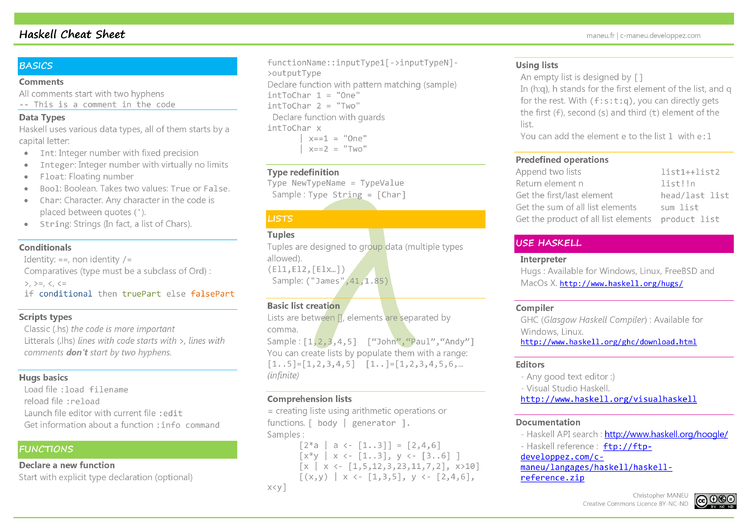 Haskell Cheat Sheet
maneu.fr | c-maneu.developpez.com
BASICS
Comments
All comments start with two hyphens
-- This is a comment in the code
Data Types
Haskell uses various data types, all of them starts by a
capital letter:
• Int: Integer number with fixed precision
• Integer: Integer number with virtually no limits
• Float: Floating number
• Bool: Boolean. Takes two values: True or False.
• Char: Character. Any character in the code is
placed between quotes (').
• String: Strings (In fact, a list of Chars).
Conditionals
Identity: ==, non identity /=
Comparatives (type must be a subclass of Ord) :
>, >=, <, <=
if conditional then truePart else falsePart
Scripts types
Classic (.hs) the code is more important
Litterals (.lhs) lines with code starts with >, lines with
comments don't start by two hyphens.
Hugs basics
Load file :load filename
reload file :reload
Launch file editor with current file :edit
Get information about a function :info command
FUNCTIONS
Declare a new function
Start with explicit type declaration (optional)
functionName::inputType1[->inputTypeN]-
>outputType
Declare function with pattern matching (sample)
intToChar 1 = "One"
intToChar 2 = "Two"
Declare function with guards
intToChar x
| x==1 = "One"
| x==2 = "Two"
Type redefinition
Type NewTypeName = TypeValue
Sample : Type String = [Char]
LISTS
Tuples
Tuples are designed to group data (multiple types
allowed).
(El1,El2,[Elx…])
Sample: ("James",41,1.85)
Basic list creation
Lists are between [], elements are separated by
comma.
Sample : [1,2,3,4,5] ["John","Paul","Andy"]
You can create lists by populate them with a range:
[1..5]=[1,2,3,4,5] [1..]=[1,2,3,4,5,6,…
(infinite)
Comprehension lists
= creating liste using arithmetic operations or
functions. [ body | generator ].
Samples :
[2*a | a <- [1..3]] = [2,4,6]
[x*y | x <- [1..3], y <- [3..6] ]
[x | x <- [1,5,12,3,23,11,7,2], x>10]
[(x,y) | x <- [1,3,5], y <- [2,4,6],
x<y]
Using lists
An empty list is designed by []
In (h:q), h stands for the first element of the list, and q
for the rest. With (f:s:t:q), you can directly gets
the first (f), second (s) and third (t) element of the
list.
You can add the element e to the list l with e:l
Predefined operations
Append two lists list1++list2
Return element n list!!n
Get the first/last element head/last list
Get the sum of all list elements sum list
Get the product of all list elements product list
USE HASKELL
Interpreter
Hugs : Available for Windows, Linux, FreeBSD and
MacOs X. http://www.haskell.org/hugs/
Compiler
GHC (Glasgow Haskell Compiler) : Available for
Windows, Linux.
http://www.haskell.org/ghc/download.html
Editors
- Any good text editor :)
- Visual Studio Haskell.
http://www.haskell.org/visualhaskell
Documentation
- Haskell API search : http://www.haskell.org/hoogle/
- Haskell reference : ftp://ftp-
developpez.com/c-
maneu/langages/haskell/haskell-
reference.zip
Christopher MANEU
Creative Commons Licence BY-NC-ND
BY NC ND